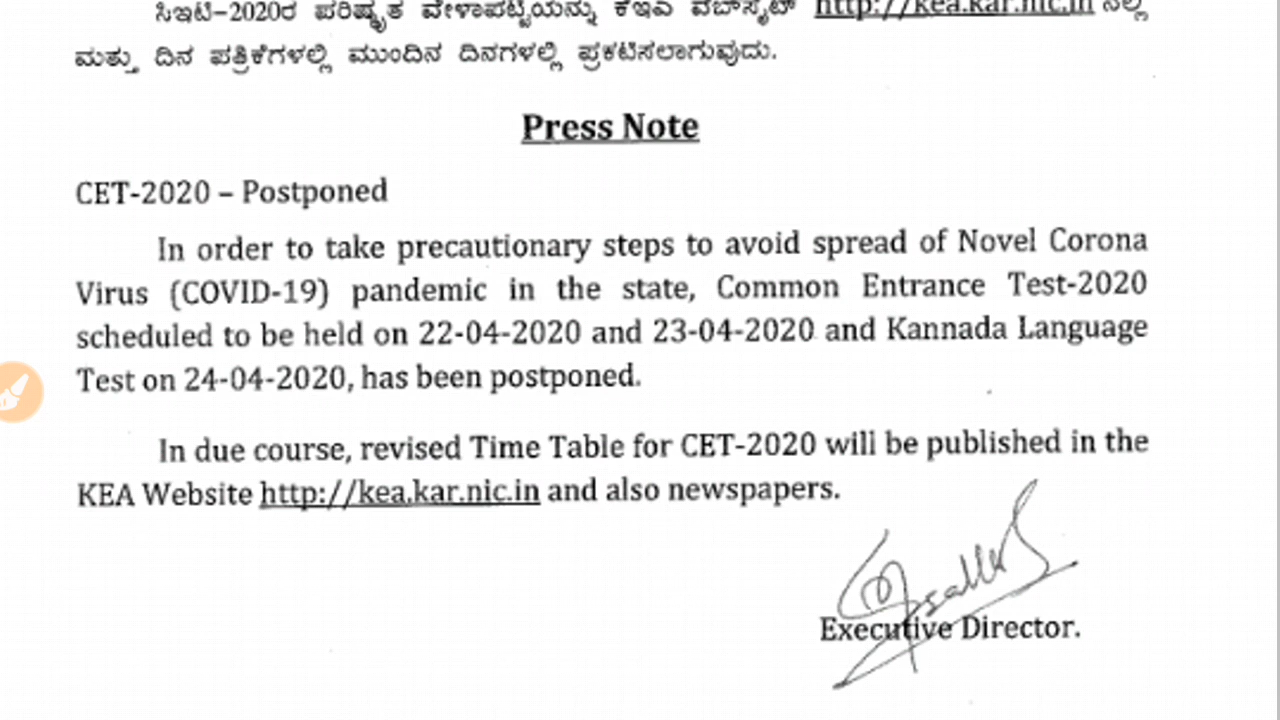 ಸಿಇಟಿ–2020ರ ಪರಿಷ್ಕೃತ ವೇಳಾಪಟ್ಟಿಯನ್ನು ಕೆಇಎ ವೆಬ್‌ಸೈಟ್ http://kea.kar.nic.in ನಲ್ಲಿ
ಮತ್ತು ದಿನ ಪತ್ರಿಕೆಗಳಲ್ಲಿ ಮುಂದಿನ ದಿನಗಳಲ್ಲಿ ಪ್ರಕಟಿಸಲಾಗುವುದು.
Press Note
CET-2020 – Postponed
In order to take precautionary steps to avoid spread of Novel Corona
Virus (COVID-19) pandemic in the state, Common Entrance Test-2020
scheduled to be held on 22-04-2020 and 23-04-2020 and Kannada Language
Test on 24-04-2020, has been postponed.
In due course, revised Time Table for CET-2020 will be published in the
KEA Website http://kea.kar.nic.in and also newspapers.
Executive Director.